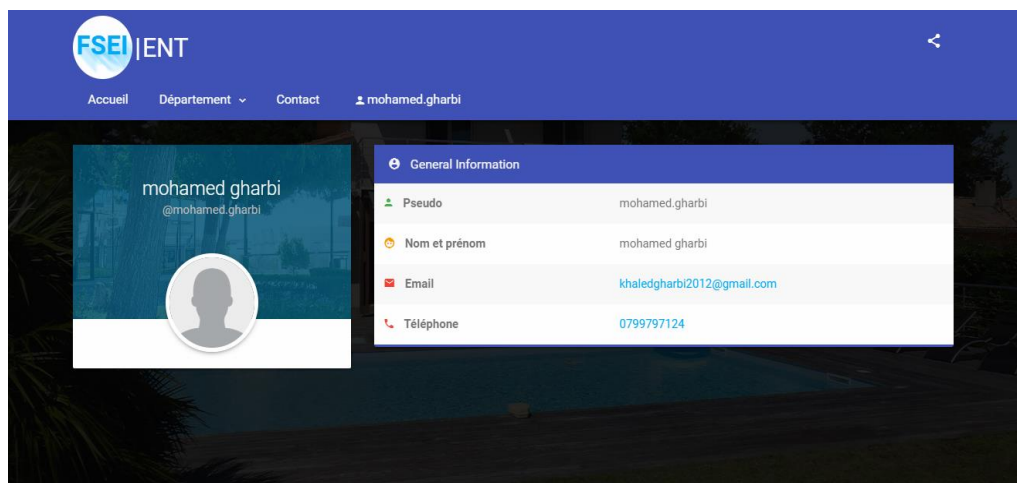 FSEI|ENT
Accueil Département Contact mohamed.gharbi
mohamed gharbi
@mohamed.gharbi
General Information
Pseudo mohamed.gharbi
Nom et prénom mohamed gharbi
Email khaledgharbi2012@gmail.com
Téléphone 0799797124